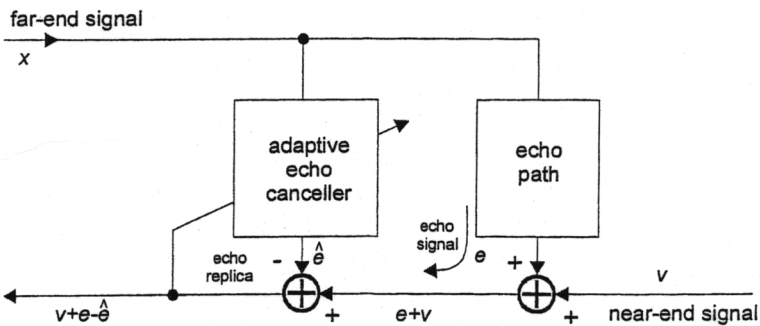 far-end signal
x
adaptive
echo
canceller
echo
path
echo
signal
e
echo
replica
-
ê
+
v
v+e-ê
+
e+v
+
near-end signal